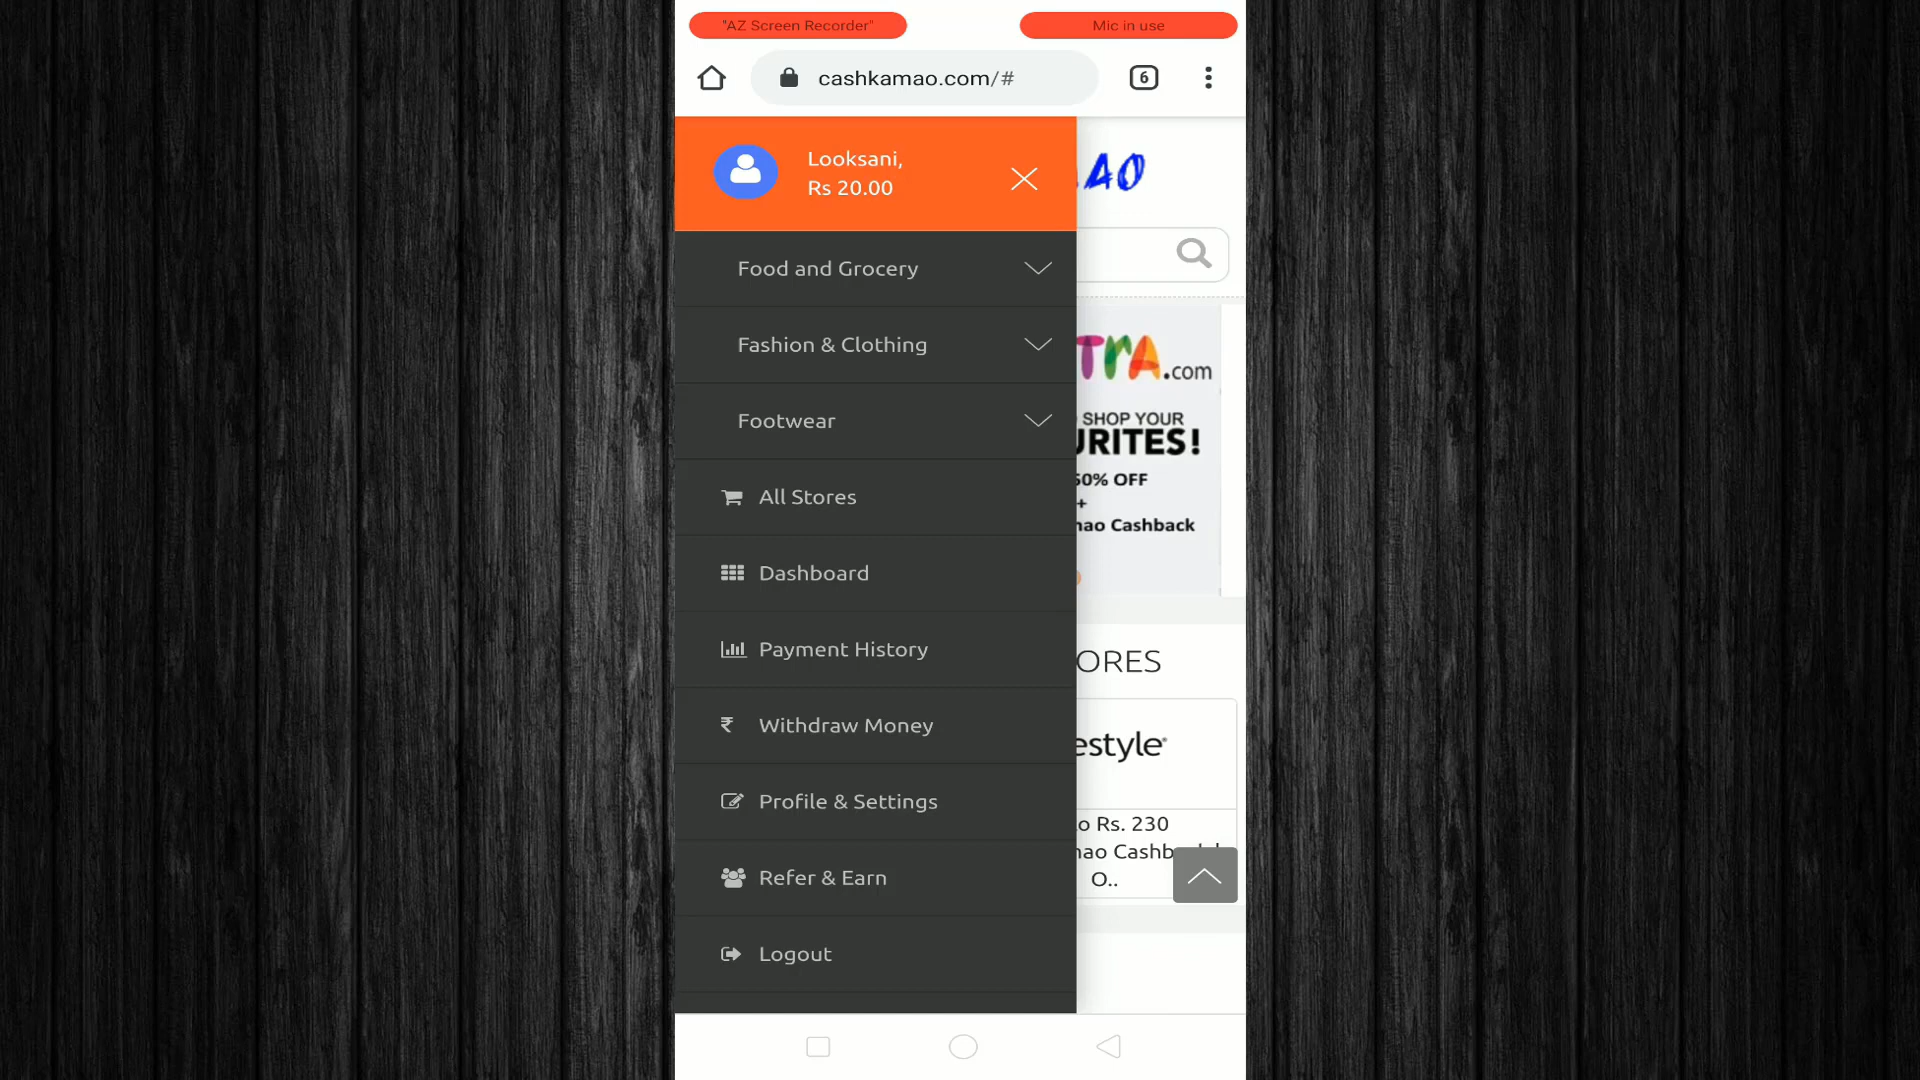 "AZ Screen Recorder"
Mic in use
cashkamao.com/#
6
Looksani,
Rs 20.00
AO
Food and Grocery
Fashion & Clothing
TRA.com
SHOP YOUR
URITES!
Footwear
50% OFF
+
All Stores
mao Cashback
Dashboard
Payment History
ORES
Withdraw Money
estyle
Profile & Settings
o Rs. 230
mao Cashb
Refer & Earn
O..
Logout